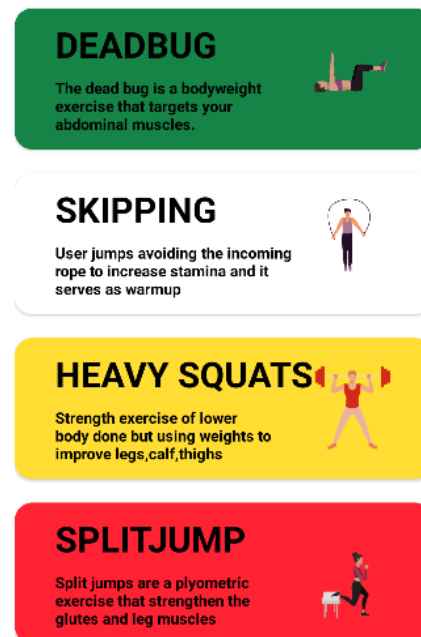 DEADBUG
The dead bug is a bodyweight
exercise that targets your
abdominal muscles.
SKIPPING
User jumps avoiding the incoming
rope to increase stamina and it
serves as warmup
HEAVY SQUATS
Strength exercise of lower
body done but using weights to
improve legs,calf,thighs
SPLITJUMP
Split jumps are a plyometric
exercise that strengthen the
glutes and leg muscles